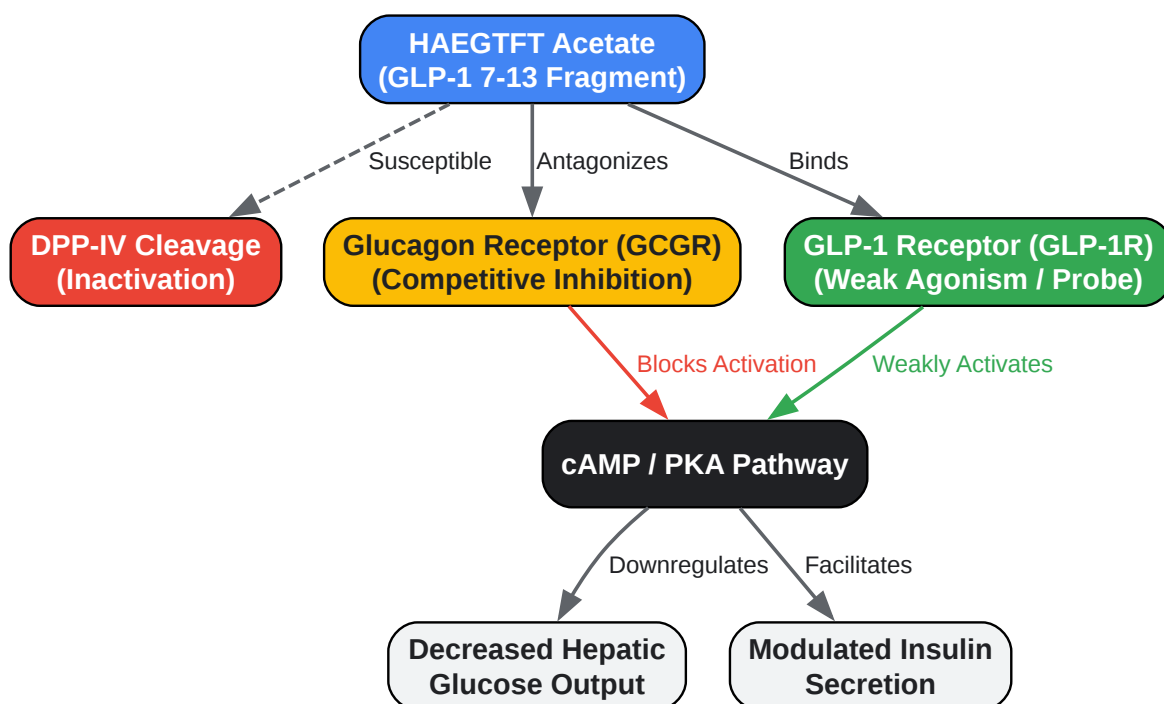 HAEGTFT Acetate
(GLP-1 7-13 Fragment)
Susceptible
Antagonizes
Binds
DPP-IV Cleavage
(Inactivation)
Glucagon Receptor (GCGR)
(Competitive Inhibition)
GLP-1 Receptor (GLP-1R)
(Weak Agonism / Probe)
Blocks Activation
Weakly Activates
cAMP / PKA Pathway
Downregulates
Facilitates
Decreased Hepatic
Glucose Output
Modulated Insulin
Secretion